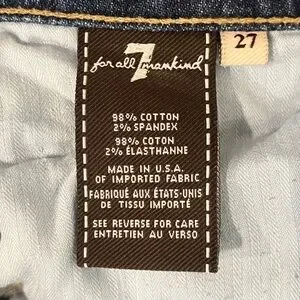 27
7
for all mankind
98% COTTON
2% SPANDEX
98% COTON
2% ÉLASTHANNE
MADE IN U.S.A.
OF IMPORTED FABRIC
FABRIQUÉ AUX ÉTATS-UNIS
DE TISSU IMPORTÉ
SEE REVERSE FOR CARE
ENTRETIEN AU VERSO